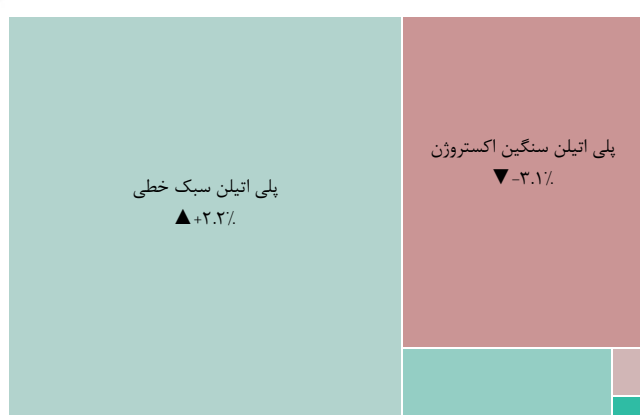 پلی اتیلن سنگین اکستروژن
▼-۳.۱٪
پلی اتیلن سبک خطی
▲+۲.۲٪